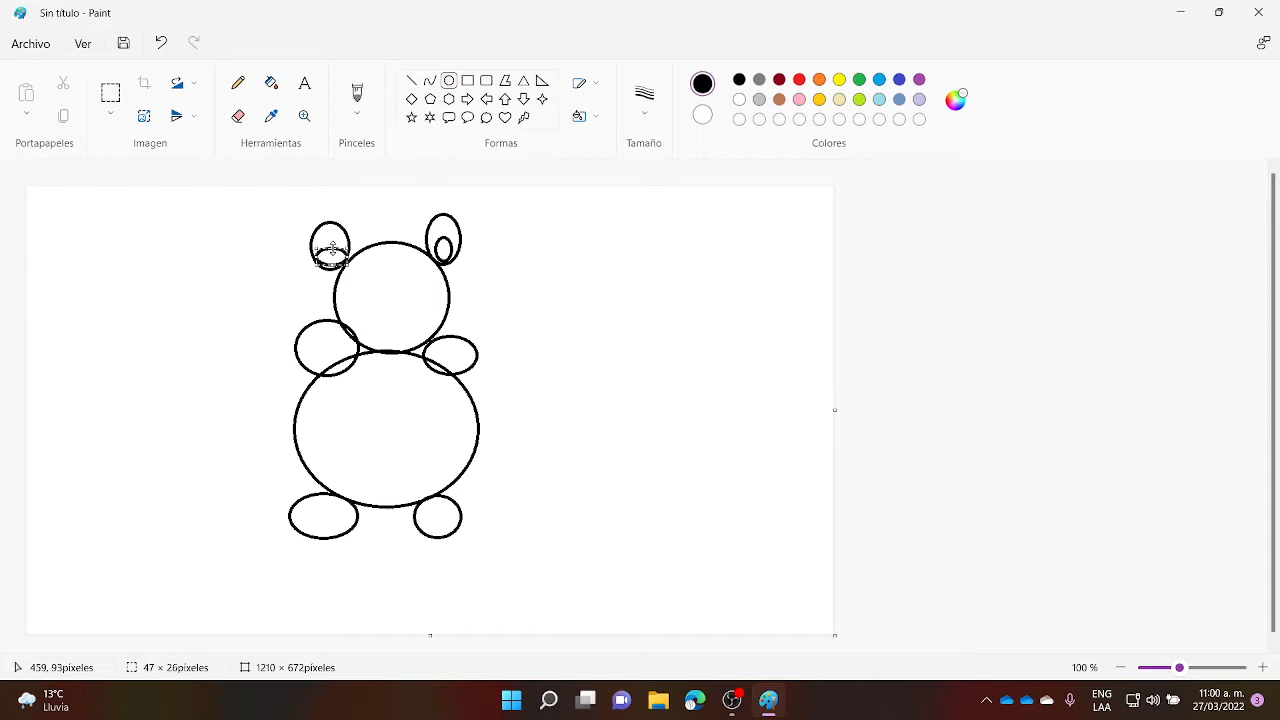 Sin título - Paint
Archivo Ver
Portapapeles Imagen Herramientas Pinceles Formas Tamaño Colores
459, 93píxeles 47 × 26píxeles 1210 × 672píxeles 100 %
13°C
Lluvia
ENG
LAA
11:00 a. m.
27/03/2022
3